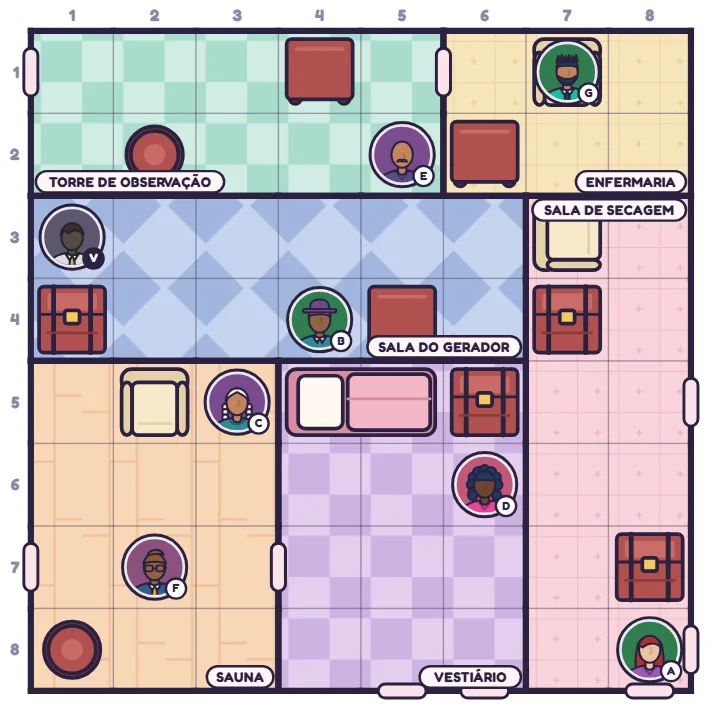 1 2 3 4 5 6 7 8
1
G
2
E
TORRE DE OBSERVAÇÃO
ENFERMARIA
SALA DE SECAGEM
3
V
4
B
SALA DO GERADOR
5
C
6
D
7
F
8
A
SAUNA
VESTIÁRIO